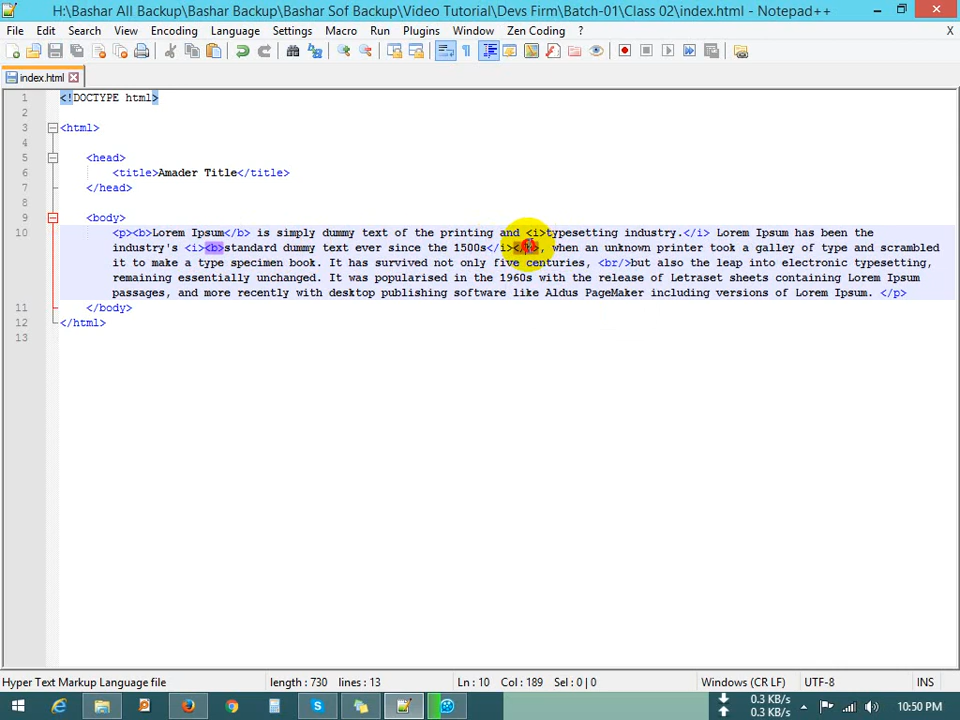 H:\Bashar All Backup\Bashar Backup\Bashar Sof Backup\Video Tutorial\Devs Firm\Batch-01\Class 02\index.html - Notepad++
File Edit Search View Encoding Language Settings Macro Run Plugins Window Zen Coding ? X
index.html
1 <!DOCTYPE html>
2
3 <html>
4
5 <head>
6 <title>Amader Title</title>
7 </head>
8
9 <body>
10 <p><b>Lorem Ipsum</b> is simply dummy text of the printing and <i>typesetting industry.</i> Lorem Ipsum has been the
industry's <i><b>standard dummy text ever since the 1500s</i></b>, when an unknown printer took a galley of type and scrambled
it to make a type specimen book. It has survived not only five centuries, <br/>but also the leap into electronic typesetting,
remaining essentially unchanged. It was popularised in the 1960s with the release of Letraset sheets containing Lorem Ipsum
passages, and more recently with desktop publishing software like Aldus PageMaker including versions of Lorem Ipsum. </p>
11 </body>
12 </html>
13
Hyper Text Markup Language file length : 730 lines : 13 Ln : 10 Col : 189 Sel : 0 | 0 Windows (CR LF) UTF-8 INS
0.3 KB/s
0.3 KB/s
10:50 PM